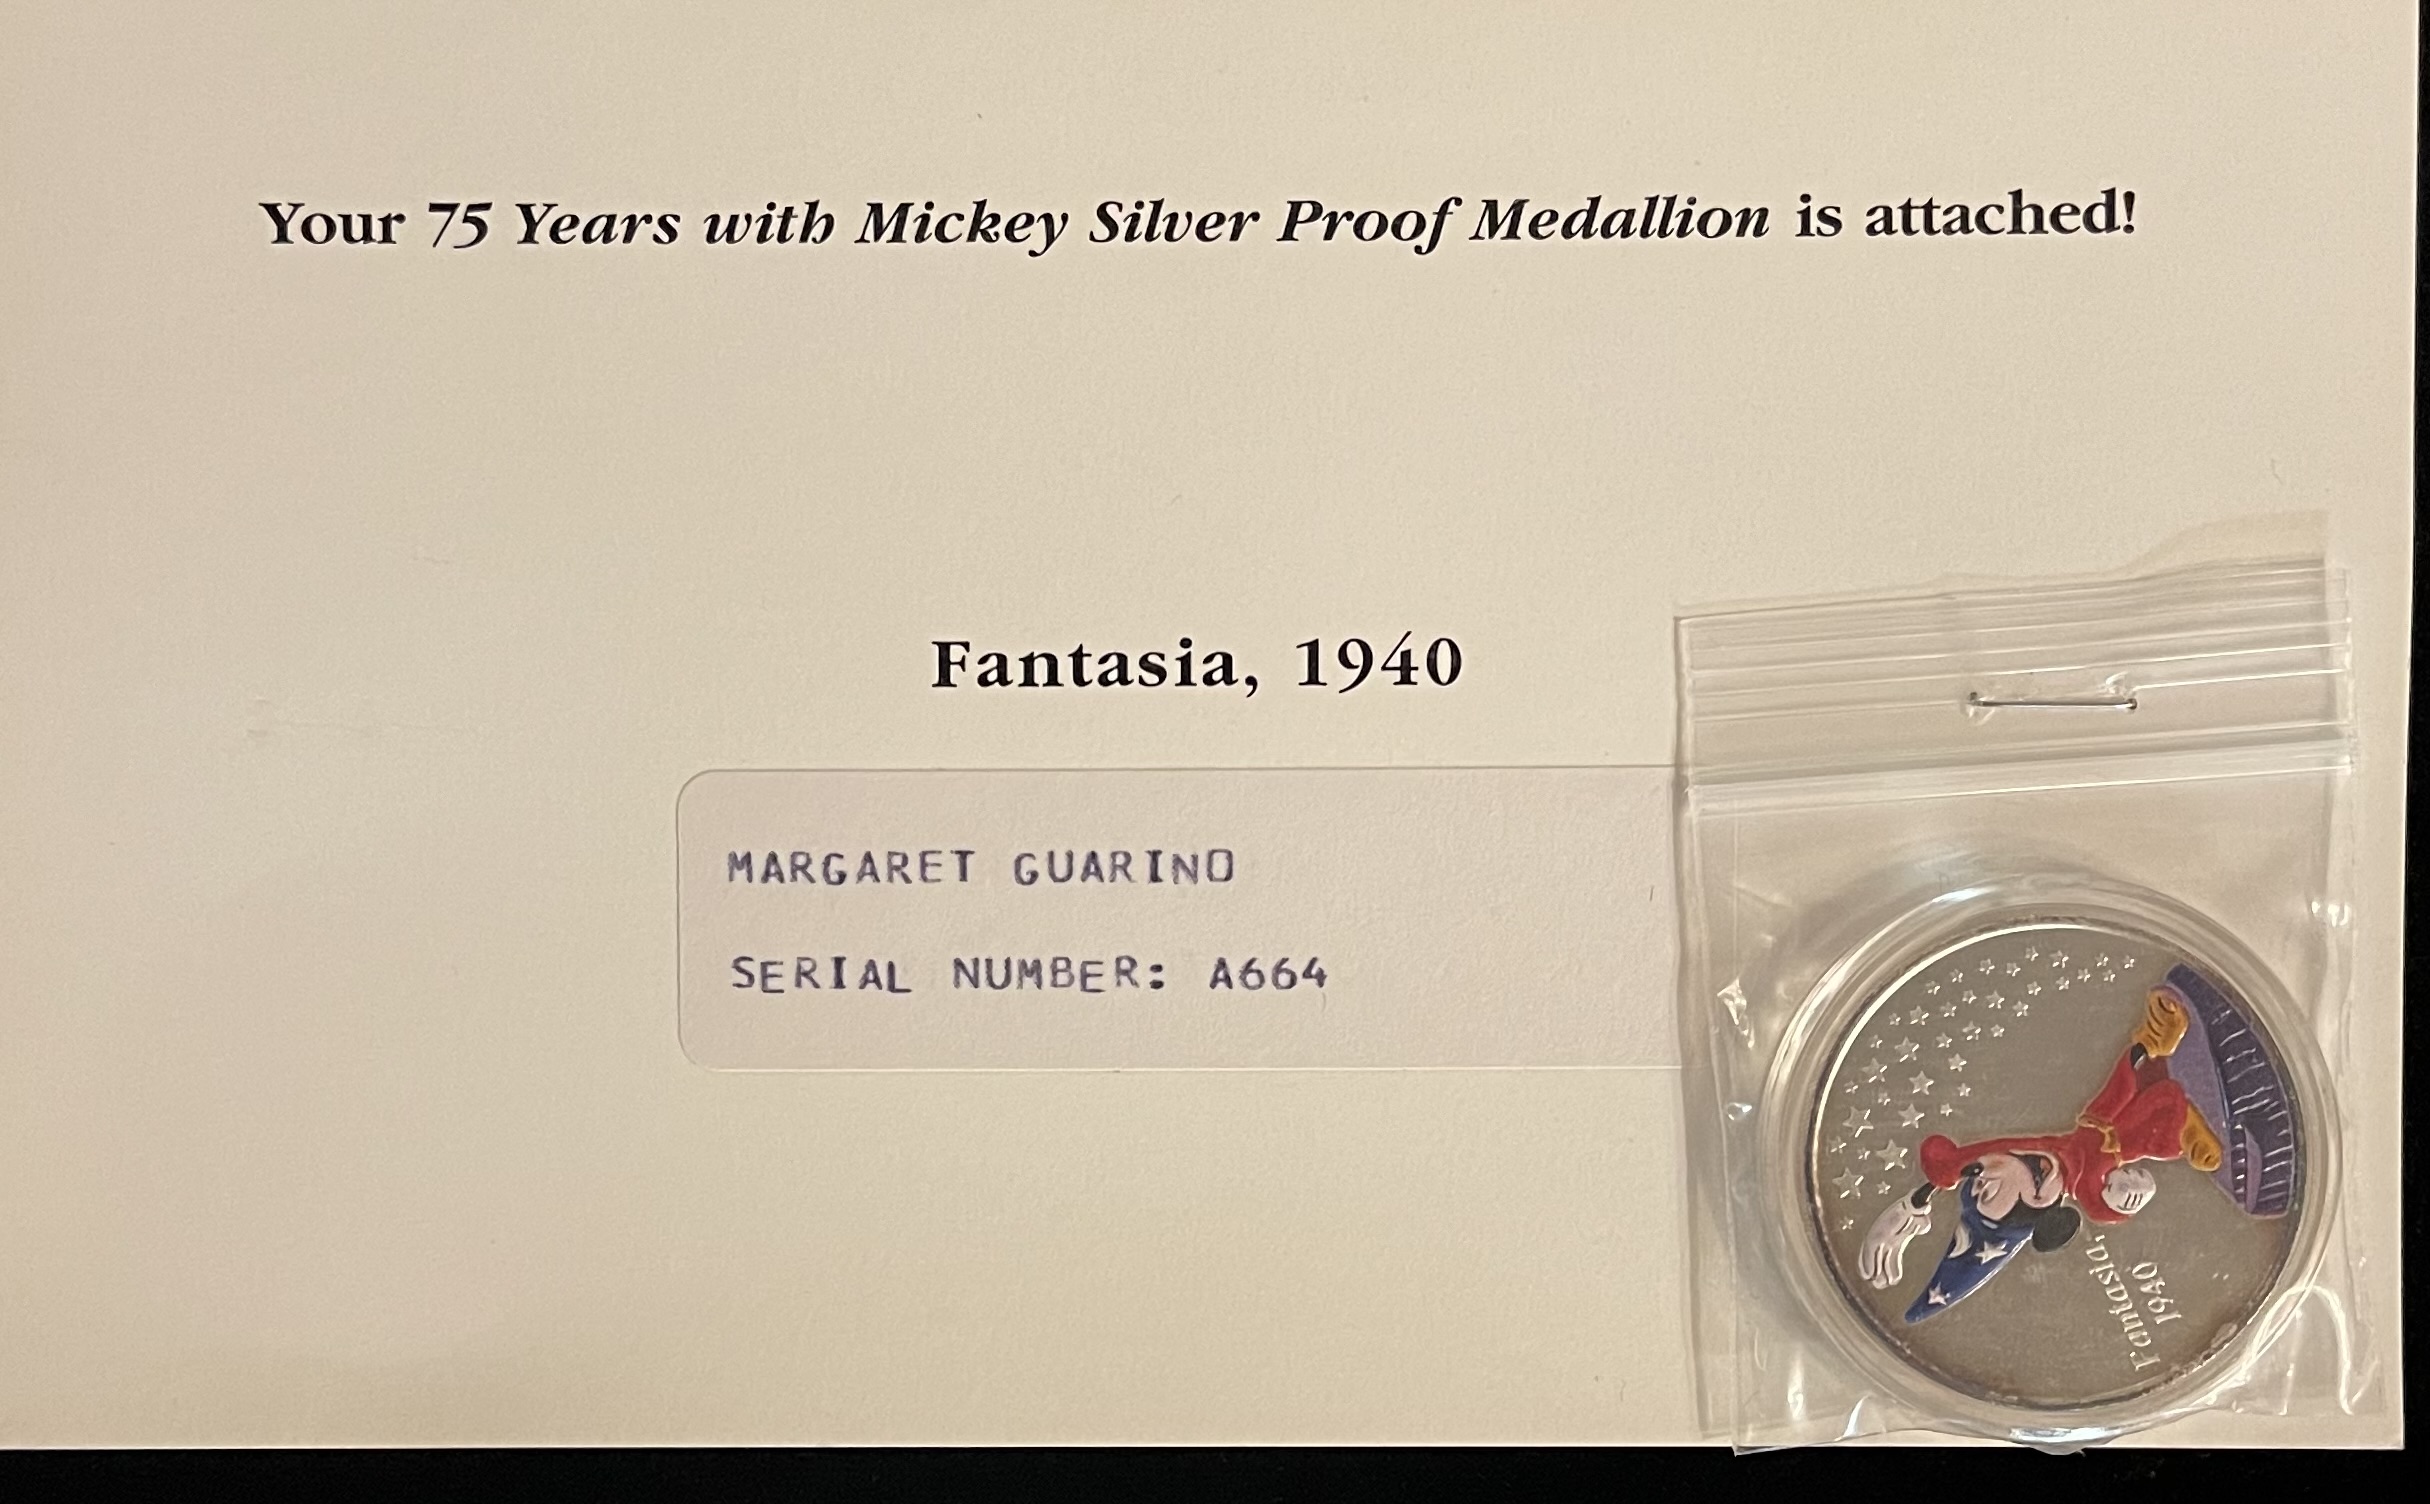 Your 75 Years with Mickey Silver Proof Medallion is attached!
Fantasia, 1940
MARGARET GUARINO
SERIAL NUMBER: A664
Fantasia,
1940